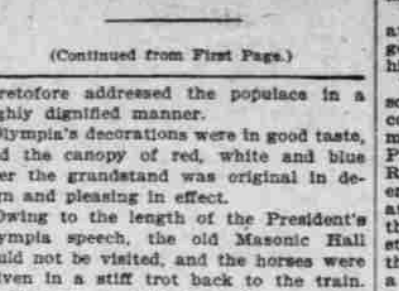 (Continued from First Page.)
retofore addressed the populace in a
ghly dignified manner.
lympia's decorations were in good taste,
d the canopy of red, white and blue
er the grandstand was original in de-
gn and pleasing in effect.
Owing to the length of the President's
ympia speech, the old Masonic Hall
uld not be visited, and the horses were
iven in a stiff trot back to the train.